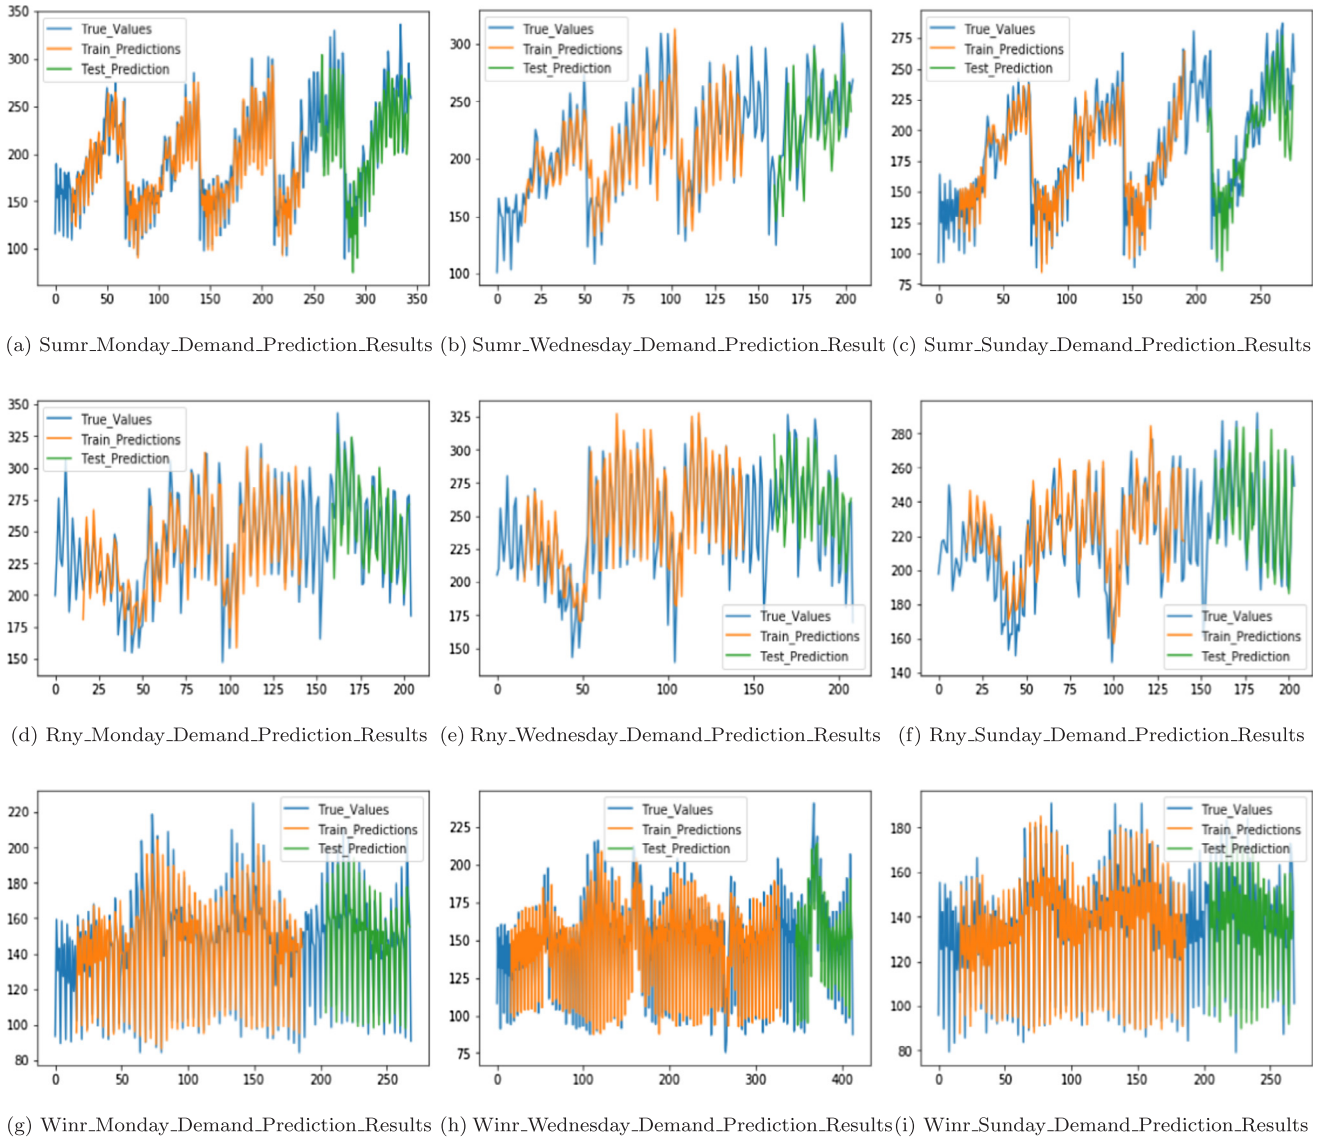 350
300
250
200
150
100
0 50 100 150 200 250 300 350
True_Values
Train_Predictions
Test_Prediction
300
250
200
150
100
0 25 50 75 100 125 150 175 200
True_Values
Train_Predictions
Test_Prediction
275
250
225
200
175
150
125
100
75
0 50 100 150 200 250
True_Values
Train_Predictions
Test_Prediction
(a) Sumr_Monday_Demand_Prediction_Results
(b) Sumr_Wednesday_Demand_Prediction_Result
(c) Sumr_Sunday_Demand_Prediction_Results
350
325
300
275
250
225
200
175
150
0 25 50 75 100 125 150 175 200
True_Values
Train_Predictions
Test_Prediction
325
300
275
250
225
200
175
150
0 50 100 150 200
True_Values
Train_Predictions
Test_Prediction
280
260
240
220
200
180
160
140
0 25 50 75 100 125 150 175 200
True_Values
Train_Predictions
Test_Prediction
(d) Rny_Monday_Demand_Prediction_Results
(e) Rny_Wednesday_Demand_Prediction_Results
(f) Rny_Sunday_Demand_Prediction_Results
220
200
180
160
140
120
100
80
0 50 100 150 200 250
True_Values
Train_Predictions
Test_Prediction
225
200
175
150
125
100
75
0 100 200 300 400
True_Values
Train_Predictions
Test_Prediction
180
160
140
120
100
80
0 50 100 150 200 250
True_Values
Train_Predictions
Test_Prediction
(g) Winr_Monday_Demand_Prediction_Results
(h) Winr_Wednesday_Demand_Prediction_Results
(i) Winr_Sunday_Demand_Prediction_Results